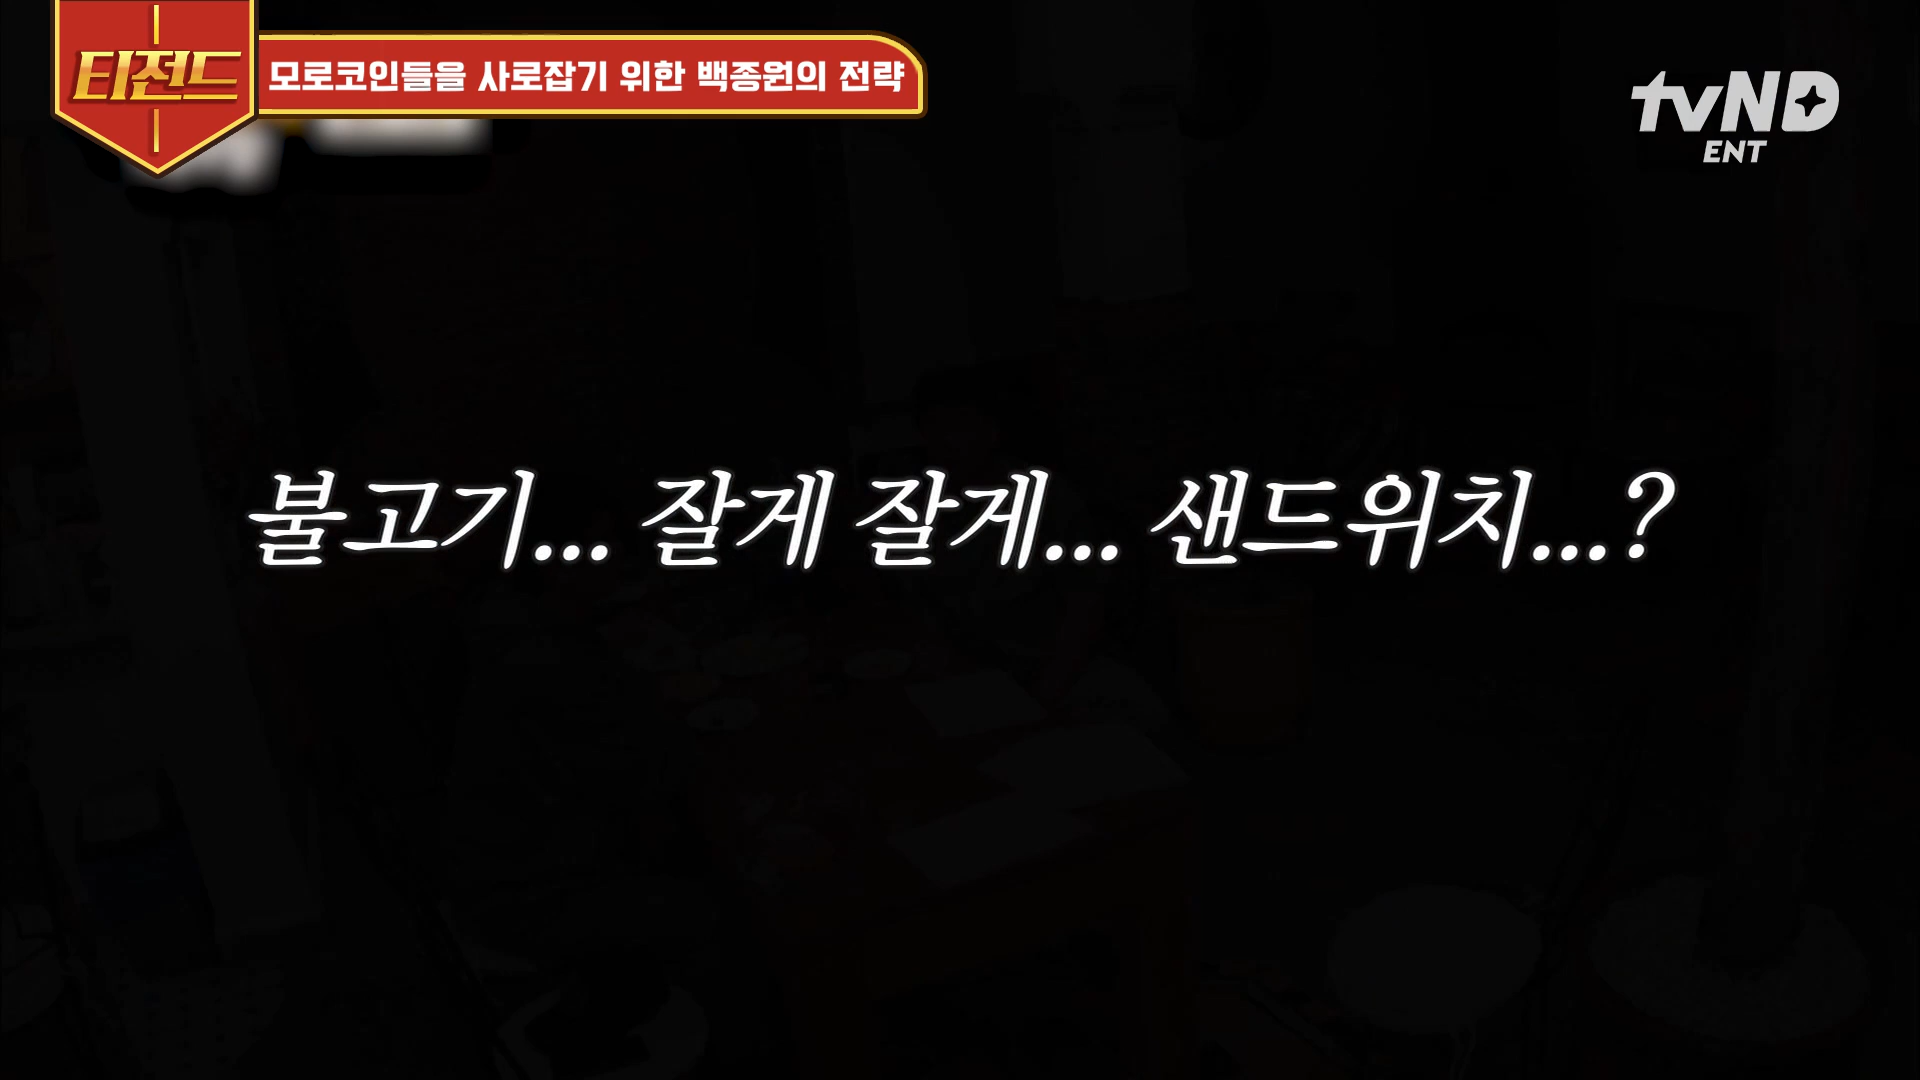 티전드
모로코인들을 사로잡기 위한 백종원의 전략
tvND
ENT
불고기... 잘게 잘게... 샌드위치...?